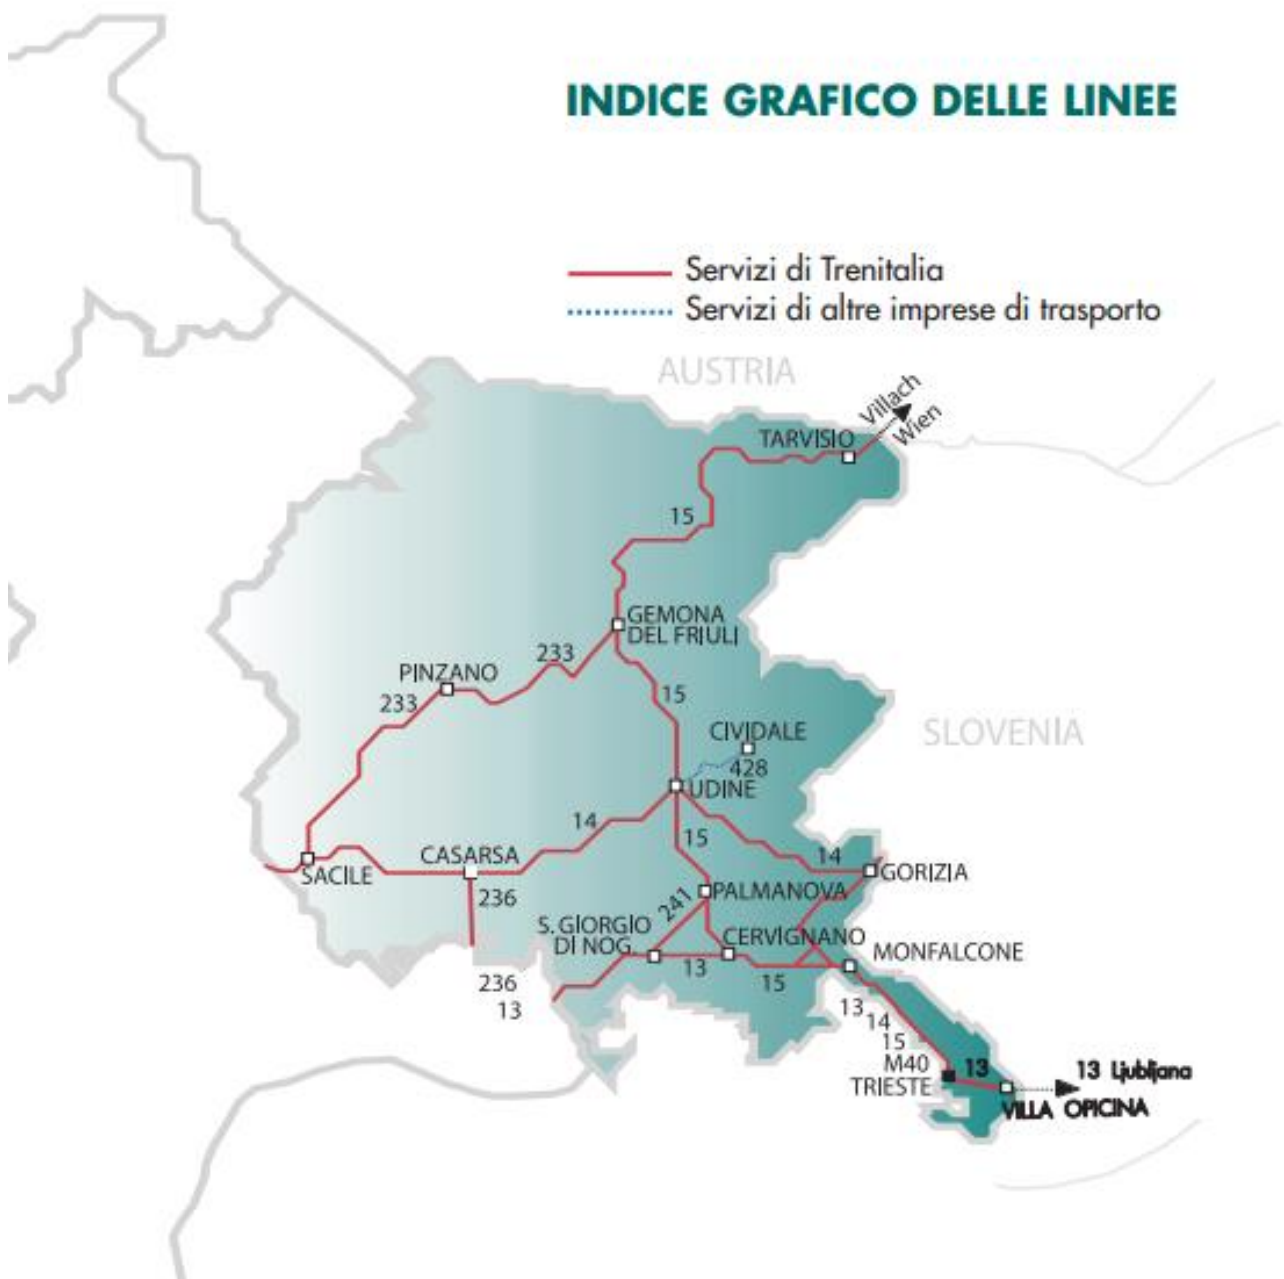 INDICE GRAFICO DELLE LINEE
Servizi di Trenitalia
Servizi di altre imprese di trasporto
AUSTRIA
Villach
Wien
TARVISIO
15
GEMONA
DEL FRIULI
233
PINZANO
233
15
CIVIDALE
428
SLOVENIA
UDINE
14
15
14
CASARSA
SACILE
GORIZIA
236
241
PALMANOVA
S. GIORGIO
DI NOG.
CERVIGNANO
MONFALCONE
13
15
236
13
13
14
15
M40
TRIESTE
13
13 Ljubljana
VILLA OPICINA